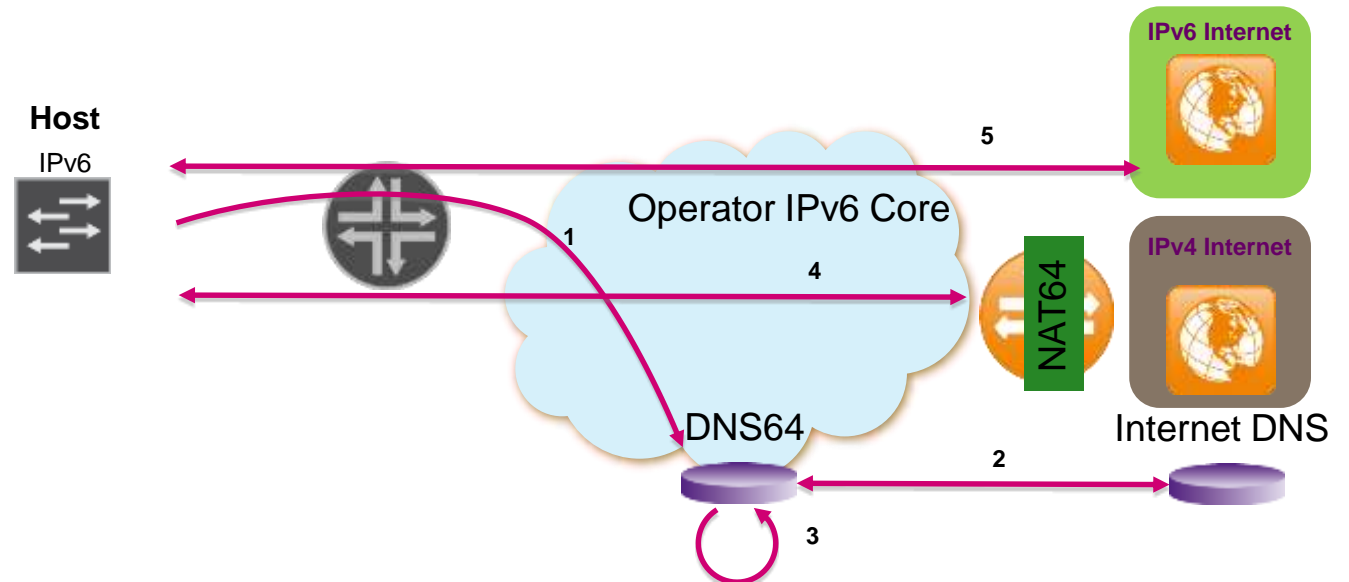 IPv6 Internet
Host
IPv6
5
Operator IPv6 Core
1
4
IPv4 Internet
NAT64
DNS64
Internet DNS
2
3